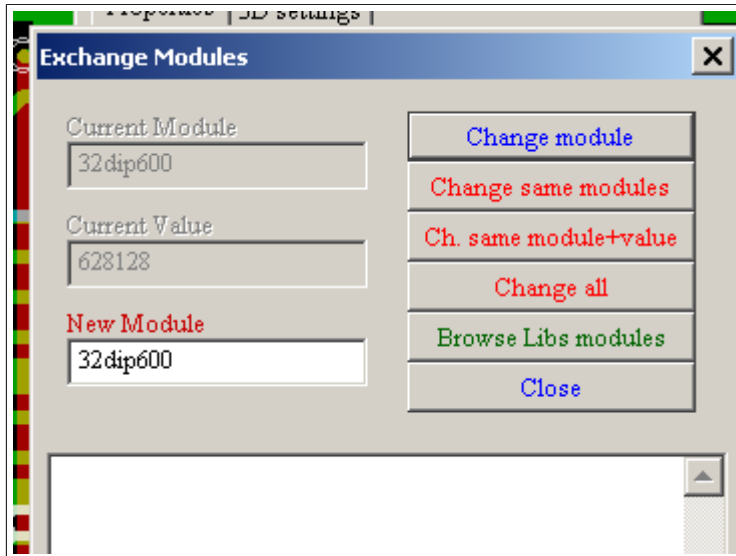 Properties 3D settings
Exchange Modules
Current Module
32dip600
Current Value
628128
New Module
32dip600
Change module
Change same modules
Ch. same module+value
Change all
Browse Libs modules
Close